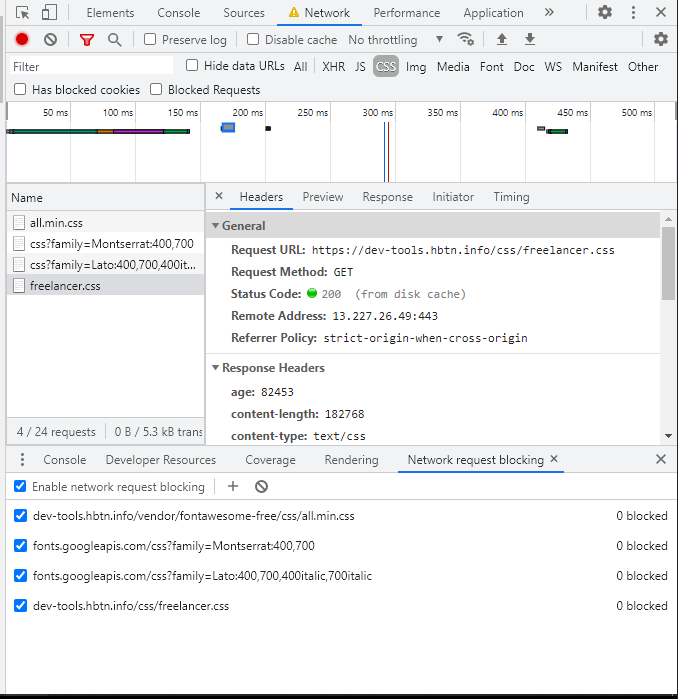 Elements Console Sources Network Performance Application »
Preserve log Disable cache No throttling
Filter Hide data URLs All XHR JS CSS Img Media Font Doc WS Manifest Other
Has blocked cookies Blocked Requests
50 ms 100 ms 150 ms 200 ms 250 ms 300 ms 350 ms 400 ms 450 ms 500 ms
Name
all.min.css
css?family=Montserrat:400,700
css?family=Lato:400,700,400it...
freelancer.css
4 / 24 requests 0 B / 5.3 kB trans
× Headers Preview Response Initiator Timing
General
Request URL: https://dev-tools.hbtn.info/css/freelancer.css
Request Method: GET
Status Code: 200 (from disk cache)
Remote Address: 13.227.26.49:443
Referrer Policy: strict-origin-when-cross-origin
Response Headers
age: 82453
content-length: 182768
content-type: text/css
Console Developer Resources Coverage Rendering Network request blocking ×
Enable network request blocking
dev-tools.hbtn.info/vendor/fontawesome-free/css/all.min.css 0 blocked
fonts.googleapis.com/css?family=Montserrat:400,700 0 blocked
fonts.googleapis.com/css?family=Lato:400,700,400italic,700italic 0 blocked
dev-tools.hbtn.info/css/freelancer.css 0 blocked